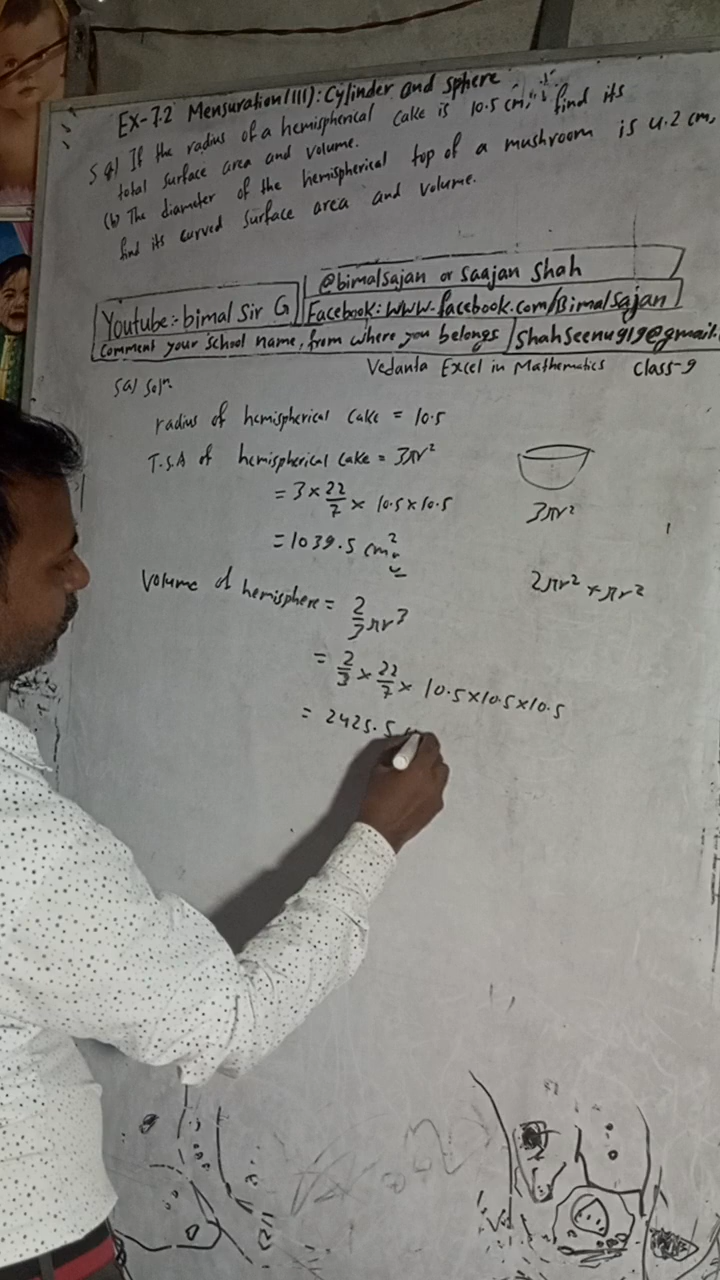 EX-7.2 Mensuration(III): Cylinder and sphere
5 a) If the radius of a hemispherical cake is 10.5 cm, find its
total surface area and volume.
(b) The diameter of the hemispherical top of a mushroom is 4.2 cm,
find its curved surface area and volume.
@bimalsajan or saajan shah
Youtube:- bimal sir G
Facebook: www.facebook.com/Bimalsajan
Comment your school name, from where you belongs
shahseenu919@gmail.
Vedanta Excel in Mathematics class-9
5a) soln
radius of hemispherical cake = 10.5
T.S.A of hemispherical cake = 3πr²
= 3 × 22/7 × 10.5 × 10.5
= 1039.5 cm²
3πr²
2πr² + πr²
Volume of hemisphere = 2/3 πr³
= 2/3 × 22/7 × 10.5 × 10.5 × 10.5
= 2425.5